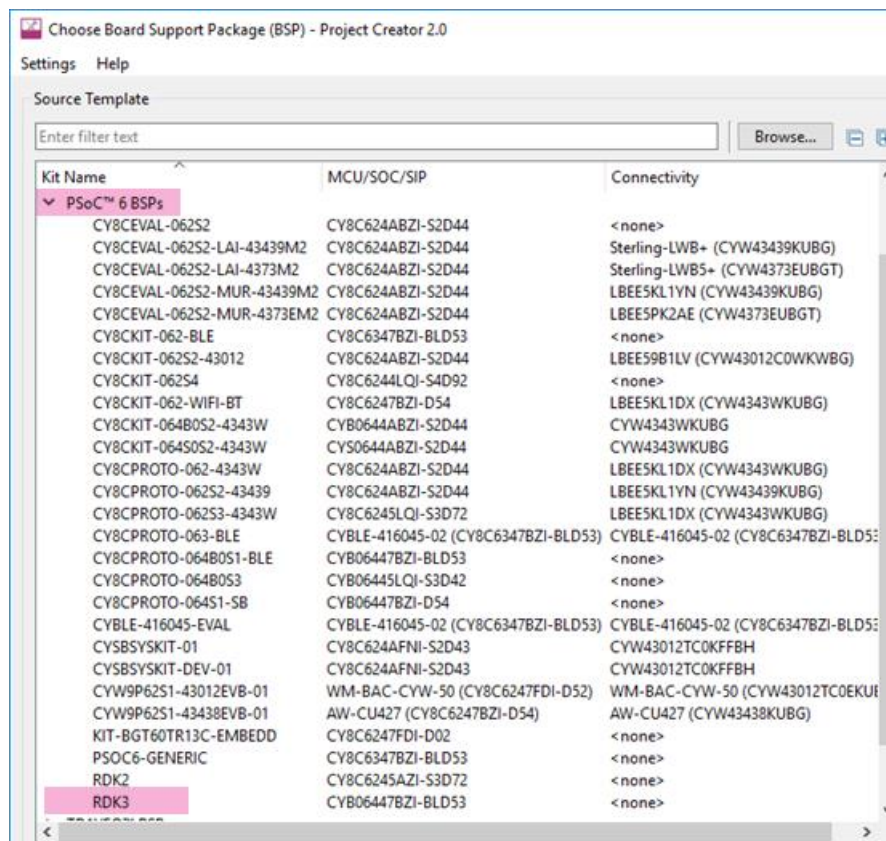 Choose Board Support Package (BSP) - Project Creator 2.0
Settings Help
Source Template
Enter filter text Browse...
Kit Name MCU/SOC/SIP Connectivity
PSoC™ 6 BSPs
CY8CEVAL-062S2 CY8C624ABZI-S2D44 <none>
CY8CEVAL-062S2-LAI-43439M2 CY8C624ABZI-S2D44 Sterling-LWB+ (CYW43439KUBG)
CY8CEVAL-062S2-LAI-4373M2 CY8C624ABZI-S2D44 Sterling-LWB5+ (CYW4373EUBGT)
CY8CEVAL-062S2-MUR-43439M2 CY8C624ABZI-S2D44 LBEE5KL1YN (CYW43439KUBG)
CY8CEVAL-062S2-MUR-4373EM2 CY8C624ABZI-S2D44 LBEE5PK2AE (CYW4373EUBGT)
CY8CKIT-062-BLE CY8C6347BZI-BLD53 <none>
CY8CKIT-062S2-43012 CY8C624ABZI-S2D44 LBEE59B1LV (CYW43012C0WKWBG)
CY8CKIT-062S4 CY8C6244LQI-S4D92 <none>
CY8CKIT-062-WIFI-BT CY8C6247BZI-D54 LBEE5KL1DX (CYW4343WKUBG)
CY8CKIT-064B0S2-4343W CYB0644ABZI-S2D44 CYW4343WKUBG
CY8CKIT-064S0S2-4343W CYS0644ABZI-S2D44 CYW4343WKUBG
CY8CPROTO-062-4343W CY8C624ABZI-S2D44 LBEE5KL1DX (CYW4343WKUBG)
CY8CPROTO-062S2-43439 CY8C624ABZI-S2D44 LBEE5KL1YN (CYW43439KUBG)
CY8CPROTO-062S3-4343W CY8C6245LQI-S3D72 LBEE5KL1DX (CYW4343WKUBG)
CY8CPROTO-063-BLE CYBLE-416045-02 (CY8C6347BZI-BLD53) CYBLE-416045-02 (CY8C6347BZI-BLD53
CY8CPROTO-064B0S1-BLE CYB06447BZI-BLD53 <none>
CY8CPROTO-064B0S3 CYB06445LQI-S3D42 <none>
CY8CPROTO-064S1-SB CYB06447BZI-D54 <none>
CYBLE-416045-EVAL CYBLE-416045-02 (CY8C6347BZI-BLD53) CYBLE-416045-02 (CY8C6347BZI-BLD53
CYSBSYSKIT-01 CY8C624AFNI-S2D43 CYW43012TC0KFFBH
CYSBSYSKIT-DEV-01 CY8C624AFNI-S2D43 CYW43012TC0KFFBH
CYW9P62S1-43012EVB-01 WM-BAC-CYW-50 (CY8C6247FDI-D52) WM-BAC-CYW-50 (CYW43012TC0EKUE
CYW9P62S1-43438EVB-01 AW-CU427 (CY8C6247BZI-D54) AW-CU427 (CYW43438KUBG)
KIT-BGT60TR13C-EMBEDD CY8C6247FDI-D02 <none>
PSOC6-GENERIC CY8C6347BZI-BLD53 <none>
RDK2 CY8C6245AZI-S3D72 <none>
RDK3 CYB06447BZI-BLD53 <none>